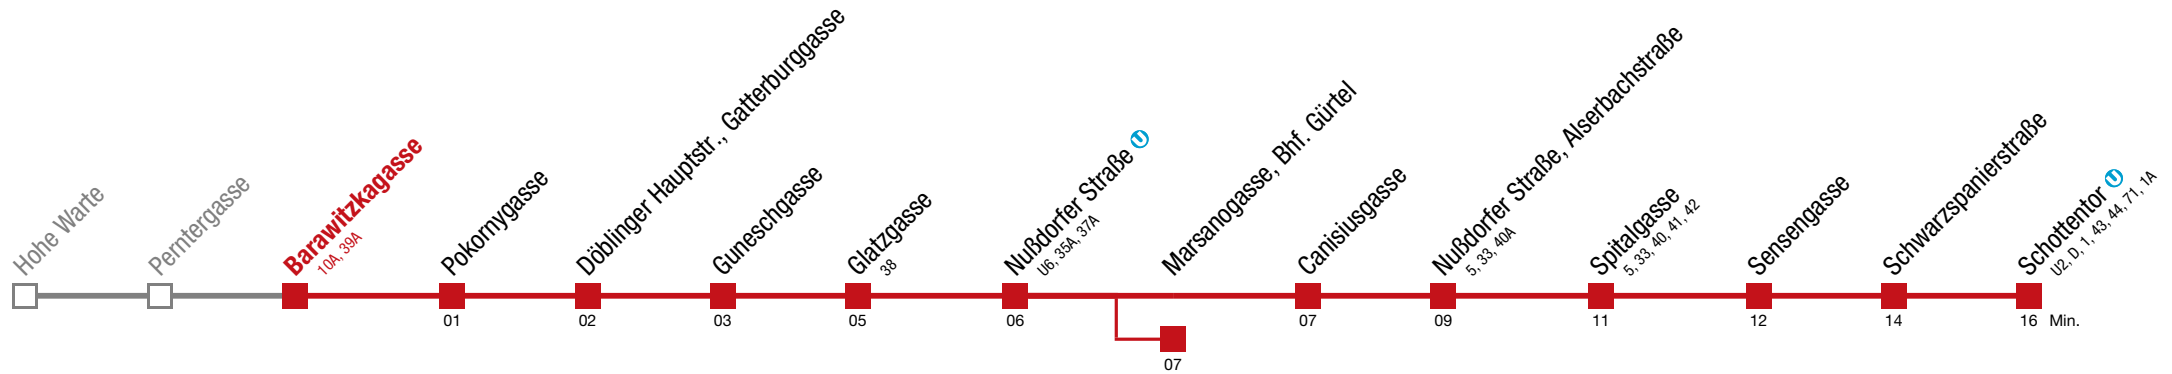 Hohe Warte
Perntergasse
Barawitzkagasse
10A, 39A
Pokornygasse
01
Döblinger Hauptstr., Gatterburggasse
02
Guneschgasse
03
Glatzgasse
38
05
Nußdorfer Straße
U6, 35A, 37A
06
Marsanogasse, Bhf. Gürtel
07
Canisiusgasse
07
Nußdorfer Straße, Alserbachstraße
5, 33, 40A
09
Spitalgasse
5, 33, 40, 41, 42
11
Sensengasse
12
Schwarzspanierstraße
14
Schottentor
U2, D, 1, 43, 44, 71, 1A
16 Min.